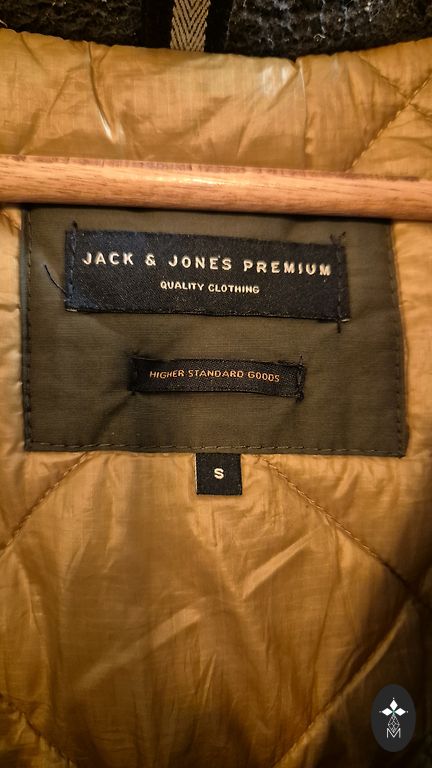 JACK & JONES PREMIUM
QUALITY CLOTHING
HIGHER STANDARD GOODS
S
M